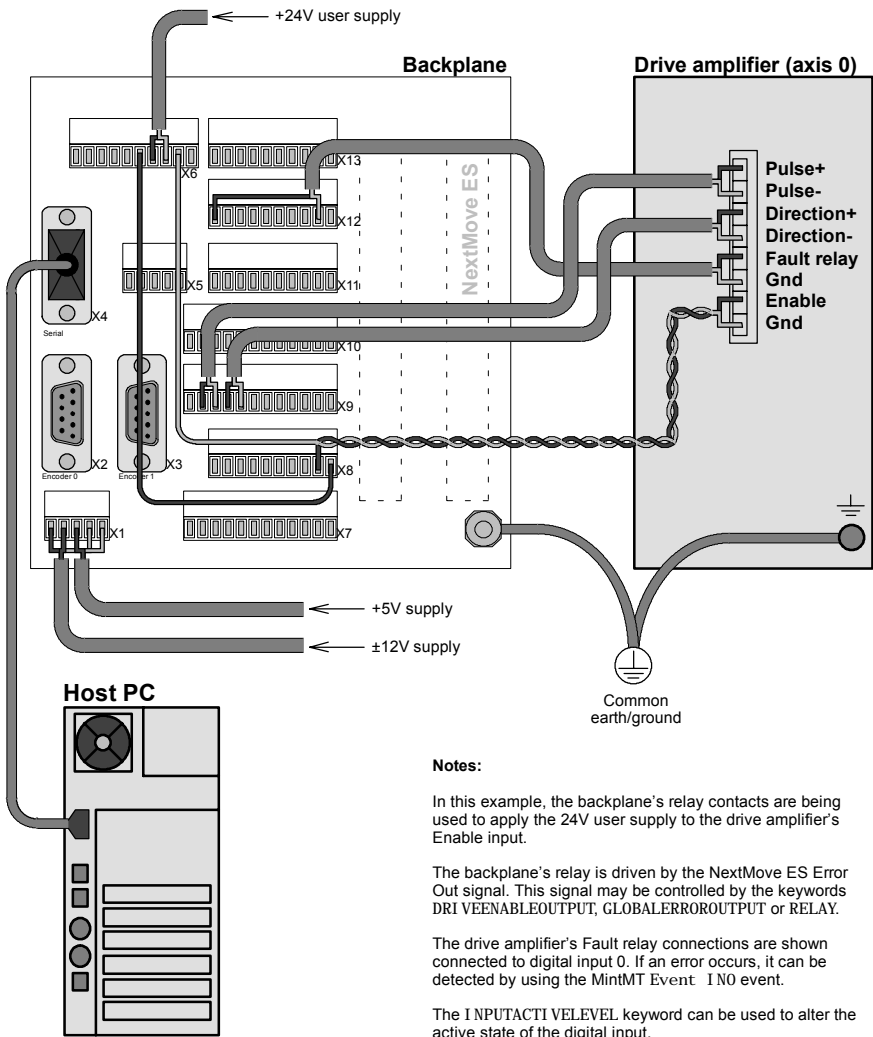 +24V user supply
Backplane
Drive amplifier (axis 0)
X13
X6
Pulse+
Pulse-
X12
Direction+
Direction-
NextMove ES
Fault relay
Gnd
X5
X11
Enable
Gnd
X4
Serial
X10
X9
X2
X3
X8
Encoder 0
Encoder 1
X1
X7
+5V supply
±12V supply
Common
earth/ground
Host PC
Notes:
In this example, the backplane's relay contacts are being
used to apply the 24V user supply to the drive amplifier's
Enable input.
The backplane's relay is driven by the NextMove ES Error
Out signal. This signal may be controlled by the keywords
DRIVEENABLEOUTPUT, GLOBALERROROUTPUT or RELAY.
The drive amplifier's Fault relay connections are shown
connected to digital input 0. If an error occurs, it can be
detected by using the MintMT Event IN0 event.
The INPUTACTIVELEVEL keyword can be used to alter the
active state of the digital input.